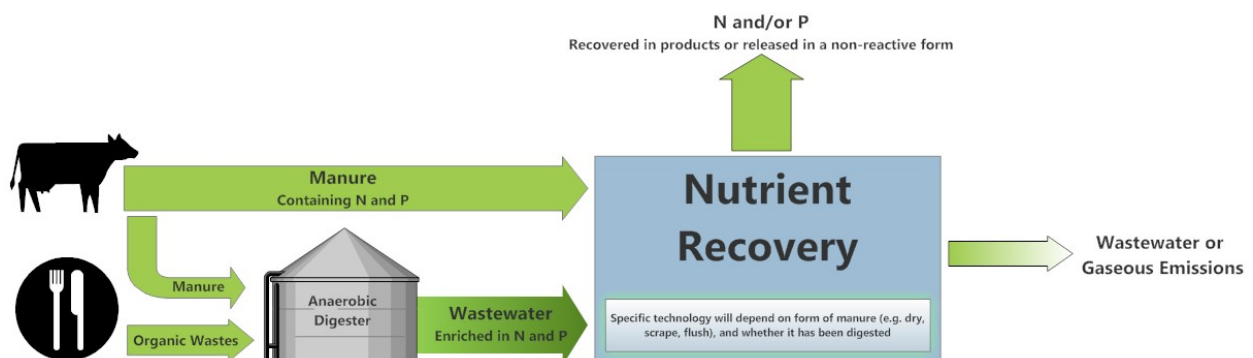 N and/or P
Recovered in products or released in a non-reactive form
Manure
Containing N and P
Nutrient
Recovery
Wastewater or
Gaseous Emissions
Manure
Anaerobic
Digester
Organic Wastes
Wastewater
Enriched in N and P
Specific technology will depend on form of manure (e.g. dry,
scrape, flush), and whether it has been digested